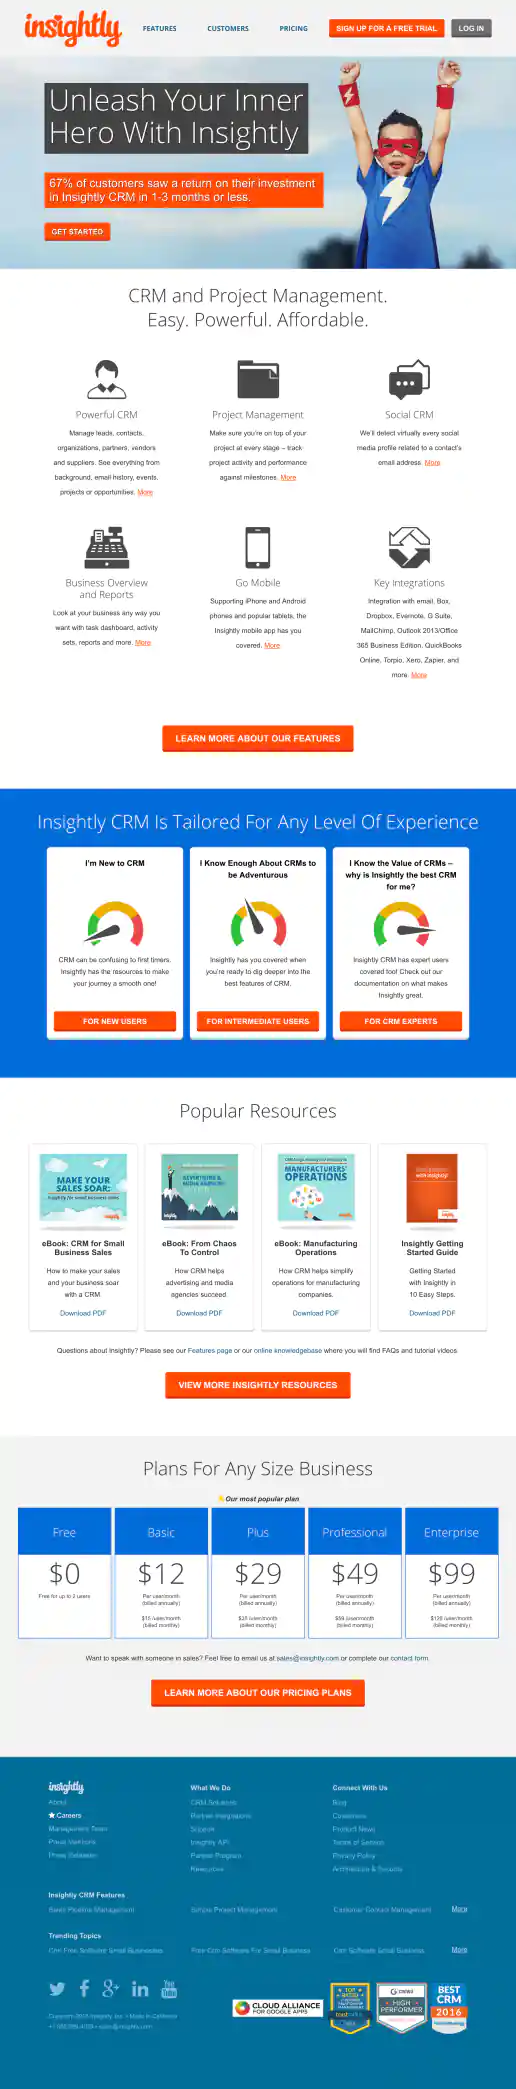 insightly
FEATURES
CUSTOMERS
PRICING
SIGN UP FOR A FREE TRIAL
LOG IN
Unleash Your Inner
Hero With Insightly
67% of customers saw a return on their investment
in Insightly CRM in 1-3 months or less.
GET STARTED
CRM and Project Management.
Easy. Powerful. Affordable.
Powerful CRM
Manage leads, contacts,
organizations, partners, vendors
and suppliers. See everything from
background, email history, events,
projects or opportunities. More
Project Management
Make sure you're on top of your
project at every stage – track
project activity and performance
against milestones. More
Social CRM
We'll detect virtually every social
media profile related to a contact's
email address. More
Business Overview
and Reports
Look at your business any way you
want with task dashboard, activity
sets, reports and more. More
Go Mobile
Supporting iPhone and Android
phones and popular tablets, the
Insightly mobile app has you
covered. More
Key Integrations
Integration with email, Box,
Dropbox, Evernote, G Suite,
MailChimp, Outlook 2013/Office
365 Business Edition, QuickBooks
Online, Torpio, Xero, Zapier, and
more. More
LEARN MORE ABOUT OUR FEATURES
Insightly CRM Is Tailored For Any Level Of Experience
I'm New to CRM
CRM can be confusing to first timers.
Insightly has the resources to make
your journey a smooth one!
FOR NEW USERS
I Know Enough About CRMs to
be Adventurous
Insightly has you covered when
you're ready to dig deeper into the
best features of CRM.
FOR INTERMEDIATE USERS
I Know the Value of CRMs –
why is Insightly the best CRM
for me?
Insightly CRM has expert users
covered too! Check out our
documentation on what makes
Insightly great.
FOR CRM EXPERTS
Popular Resources
MAKE YOUR
SALES SOAR:
insightly
eBook: CRM for Small
Business Sales
How to make your sales
and your business soar
with a CRM
Download PDF
ADVERTISING &
MEDIA AGENCIES
insightly
eBook: From Chaos
To Control
How CRM helps
advertising and media
agencies succeed
Download PDF
MANUFACTURERS'
OPERATIONS
insightly
eBook: Manufacturing
Operations
How CRM helps simplify
operations for manufacturing
companies.
Download PDF
with Insightly
Insightly Getting
Started Guide
Getting Started
with Insightly in
10 Easy Steps.
Download PDF
Questions about Insightly? Please see our Features page or our online knowledgebase where you will find FAQs and tutorial videos
VIEW MORE INSIGHTLY RESOURCES
Plans For Any Size Business
Our most popular plan
Free
$0
Free for up to 2 users
Basic
$12
Per user/month
(billed annually)
$15 /user/month
(billed monthly)
Plus
$29
Per user/month
(billed annually)
$35 /user/month
(billed monthly)
Professional
$49
Per user/month
(billed annually)
$59 /user/month
(billed monthly)
Enterprise
$99
Per user/month
(billed annually)
$129 /user/month
(billed monthly)
Want to speak with someone in sales? Feel free to email us at sales@insightly.com or complete our contact form.
LEARN MORE ABOUT OUR PRICING PLANS
insightly
About
Careers
Management Team
Press Mentions
Press Releases
What We Do
CRM Solutions
Partner Integrations
Support
Insightly API
Partner Program
Resources
Connect With Us
Blog
Customers
Product News
Terms of Service
Privacy Policy
Architecture & Security
Insightly CRM Features
Sales Pipeline Management
Simple Project Management
Customer Contact Management
More
Trending Topics
Crm Free Software Small Businesses
Free Crm Software For Small Business
Crm Software Small Business
More
You
Tube
CLOUD ALLIANCE
FOR GOOGLE APPS
TOP
RATED
CROWD
HIGH
PERFORMER
BEST
CRM
2016